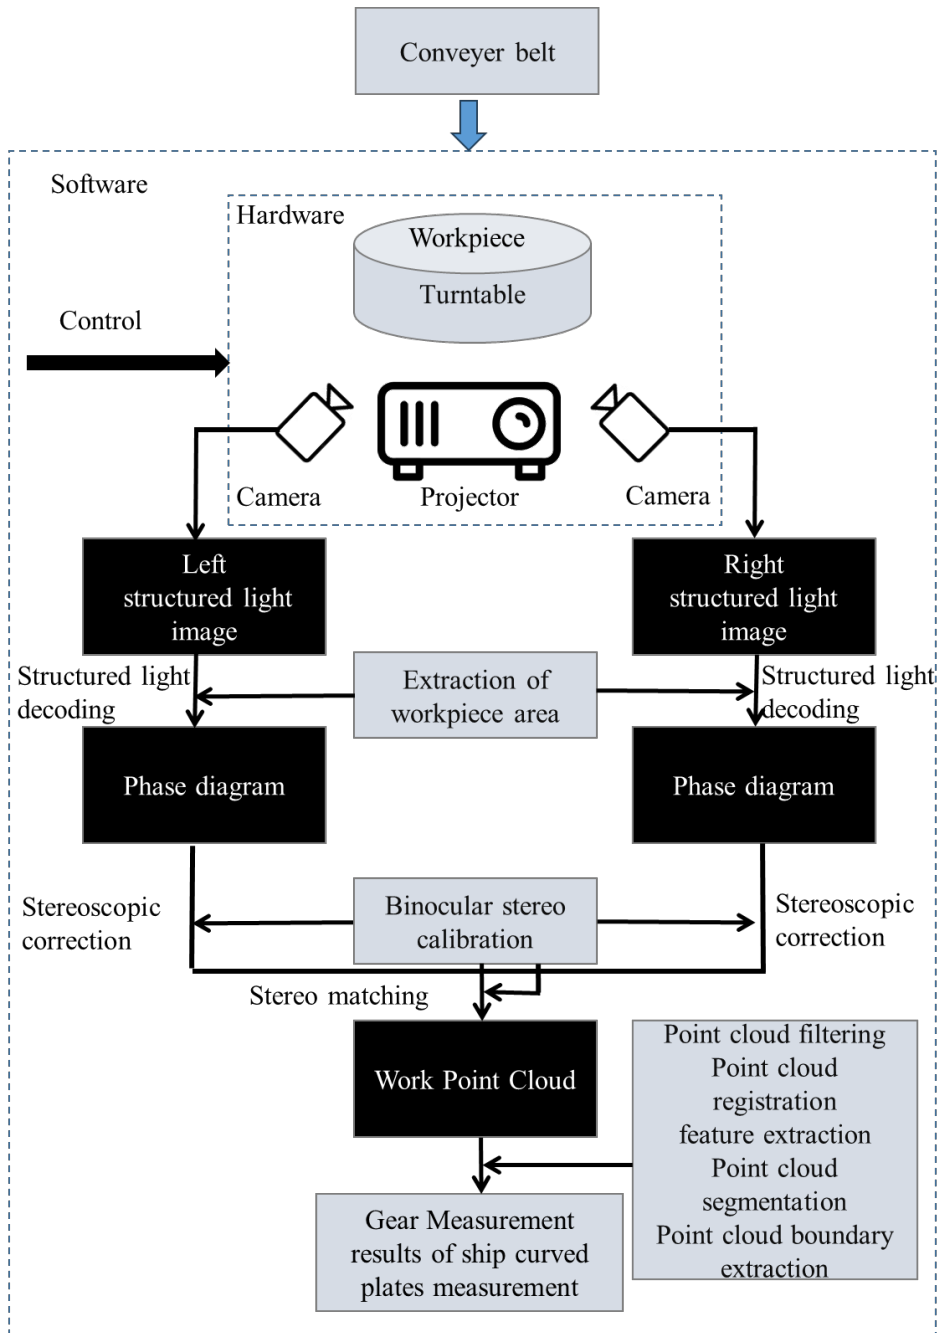 Conveyer belt
Software
Hardware
Workpiece
Turntable
Control
Camera
Projector
Camera
Left
structured light
image
Right
structured light
image
Structured light
decoding
Extraction of
workpiece area
Structured light
decoding
Phase diagram
Phase diagram
Stereoscopic
correction
Binocular stereo
calibration
Stereoscopic
correction
Stereo matching
Work Point Cloud
Point cloud filtering
Point cloud
registration
feature extraction
Point cloud
segmentation
Point cloud boundary
extraction
Gear Measurement
results of ship curved
plates measurement